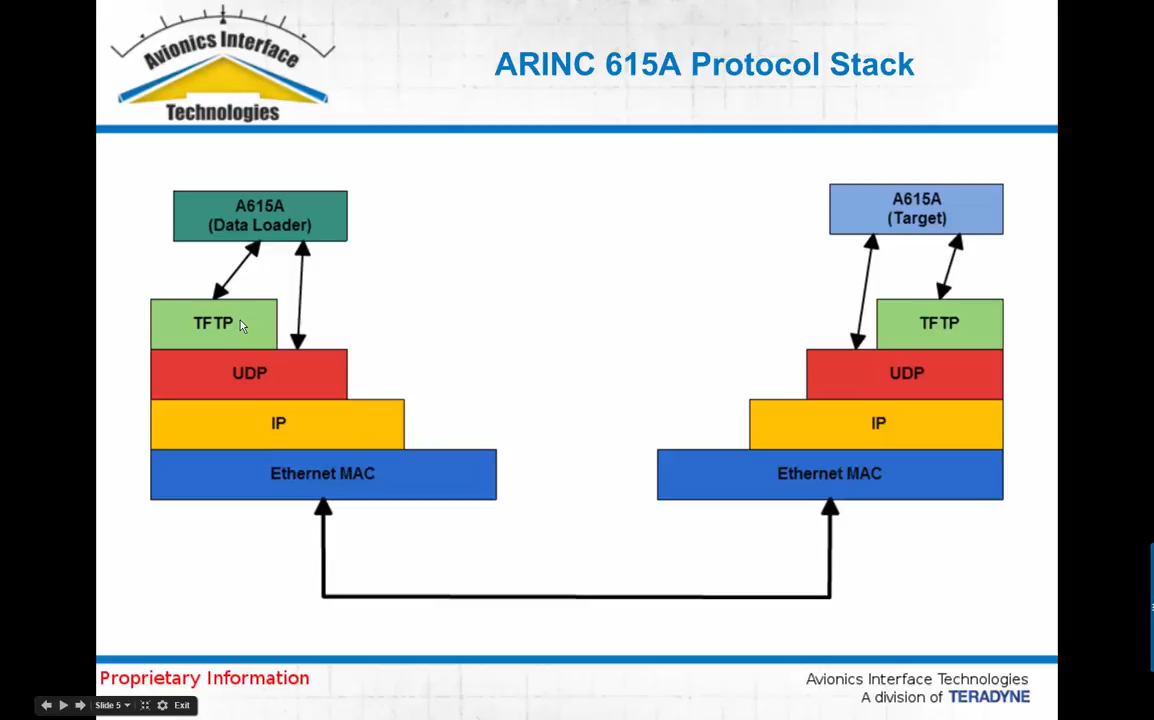 Avionics Interface
Technologies
ARINC 615A Protocol Stack
A615A
(Data Loader)
A615A
(Target)
TFTP
TFTP
UDP
UDP
IP
IP
Ethernet MAC
Ethernet MAC
Proprietary Information
Avionics Interface Technologies
A division of TERADYNE
Slide 5
Exit